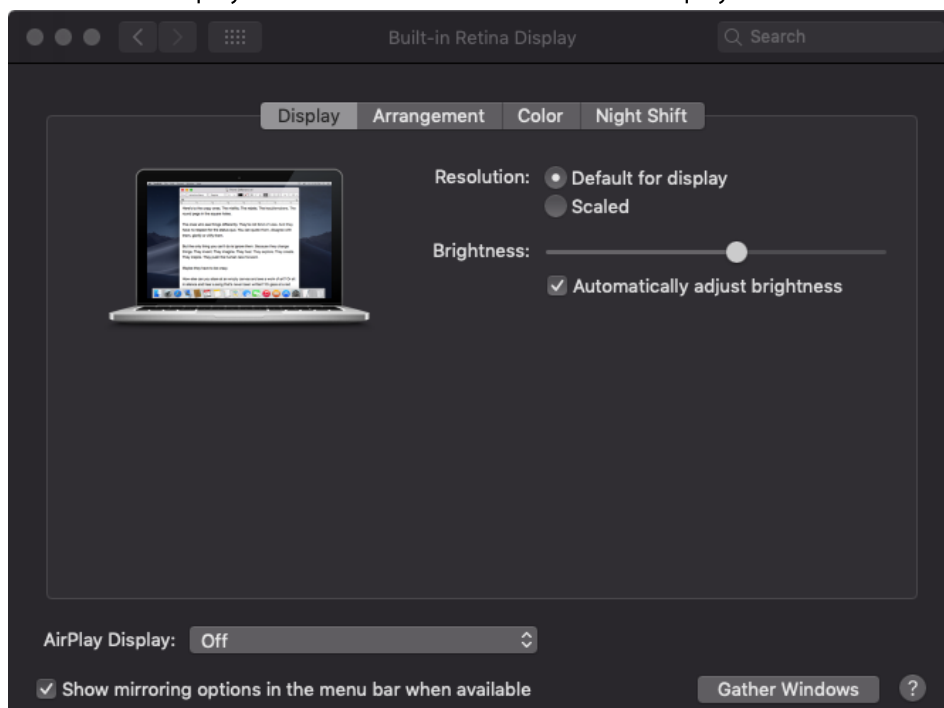 Built-in Retina Display
Search
Display Arrangement Color Night Shift
Resolution: Default for display
Scaled
Brightness:
Automatically adjust brightness
AirPlay Display: Off
Show mirroring options in the menu bar when available
Gather Windows ?